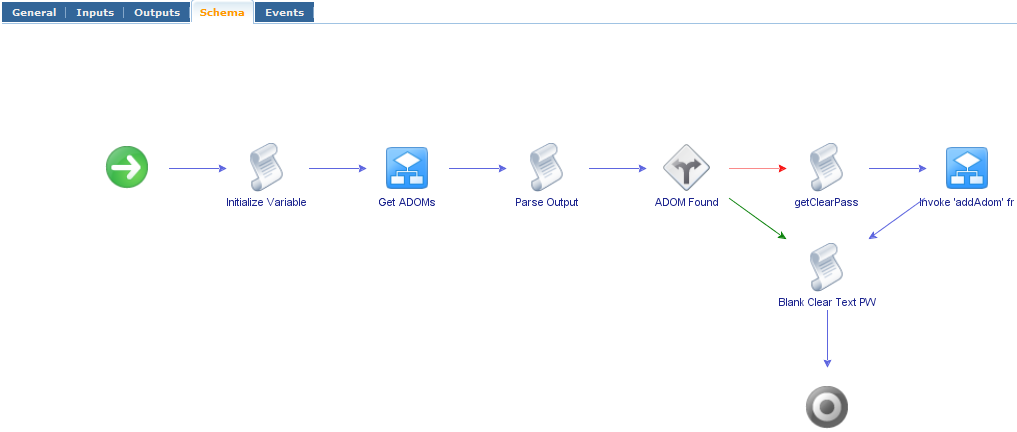 General
Inputs
Outputs
Schema
Events
Initialize Variable
Get ADOMs
Parse Output
ADOM Found
getClearPass
Invoke 'addAdom' fr
Blank Clear Text PW